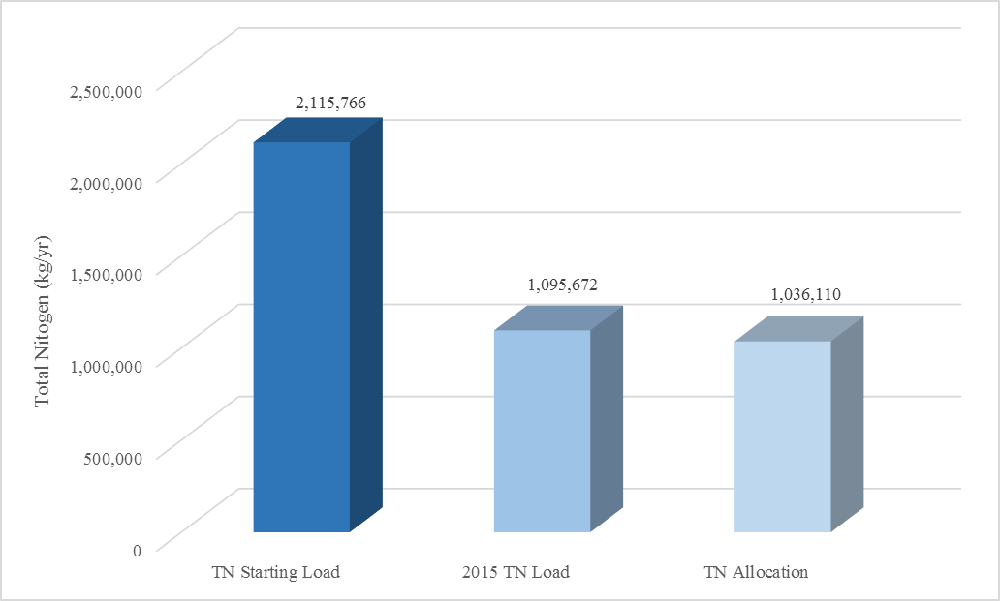 2,115,766
2,500,000
2,000,000
1,500,000
1,095,672
1,036,110
1,000,000
500,000
0
Total Nitogen (kg/yr)
TN Starting Load
2015 TN Load
TN Allocation